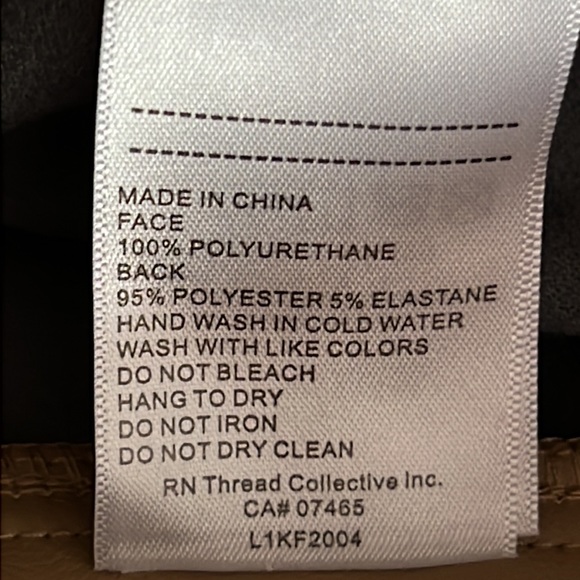 MADE IN CHINA
FACE
100% POLYURETHANE
BACK
95% POLYESTER 5% ELASTANE
HAND WASH IN COLD WATER
WASH WITH LIKE COLORS
DO NOT BLEACH
HANG TO DRY
DO NOT IRON
DO NOT DRY CLEAN
RN Thread Collective Inc.
CA# 07465
L1KF2004